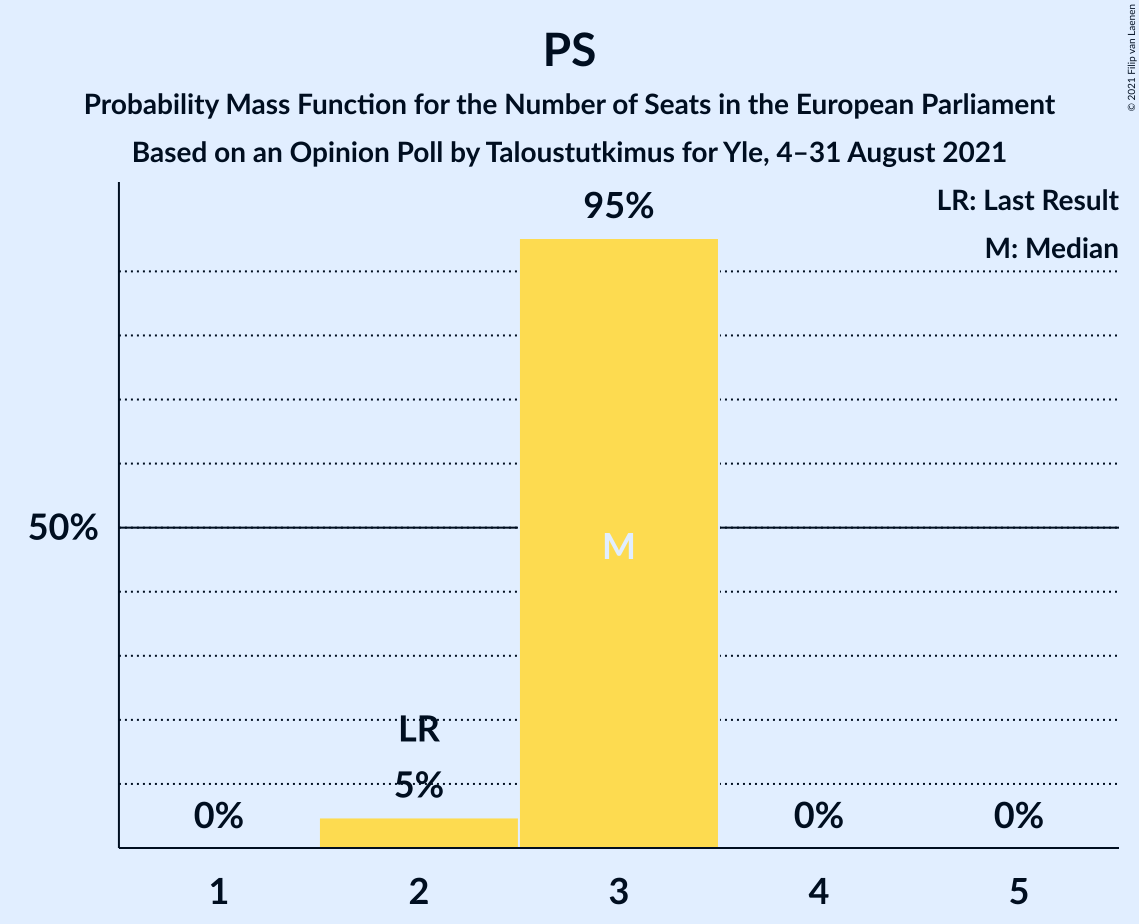 PS
Probability Mass Function for the Number of Seats in the European Parliament
Based on an Opinion Poll by Taloustutkimus for Yle, 4–31 August 2021
© 2021 Filip van Laenen
LR: Last Result
M: Median
95%
50%
M
LR
5%
0%
0%
0%
1
2
3
4
5